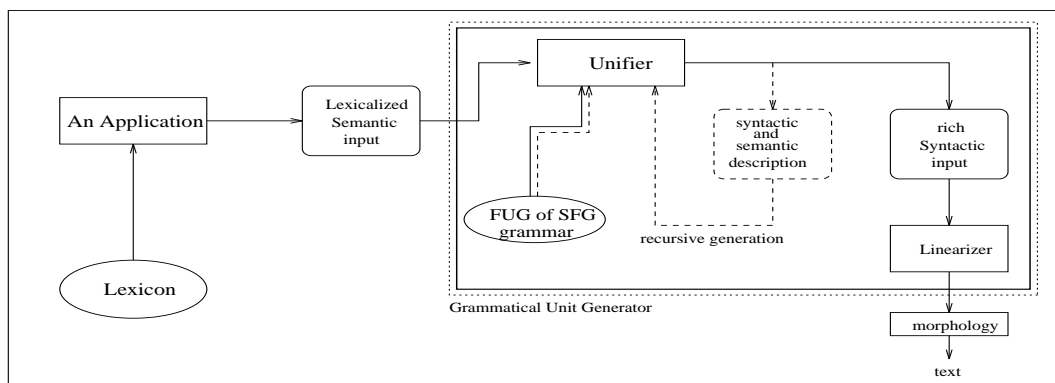 An Application
Lexicon
Lexicalized
Semantic
input
Unifier
FUG of SFG
grammar
syntactic
and
semantic
description
recursive generation
rich
Syntactic
input
Linearizer
Grammatical Unit Generator
morphology
text